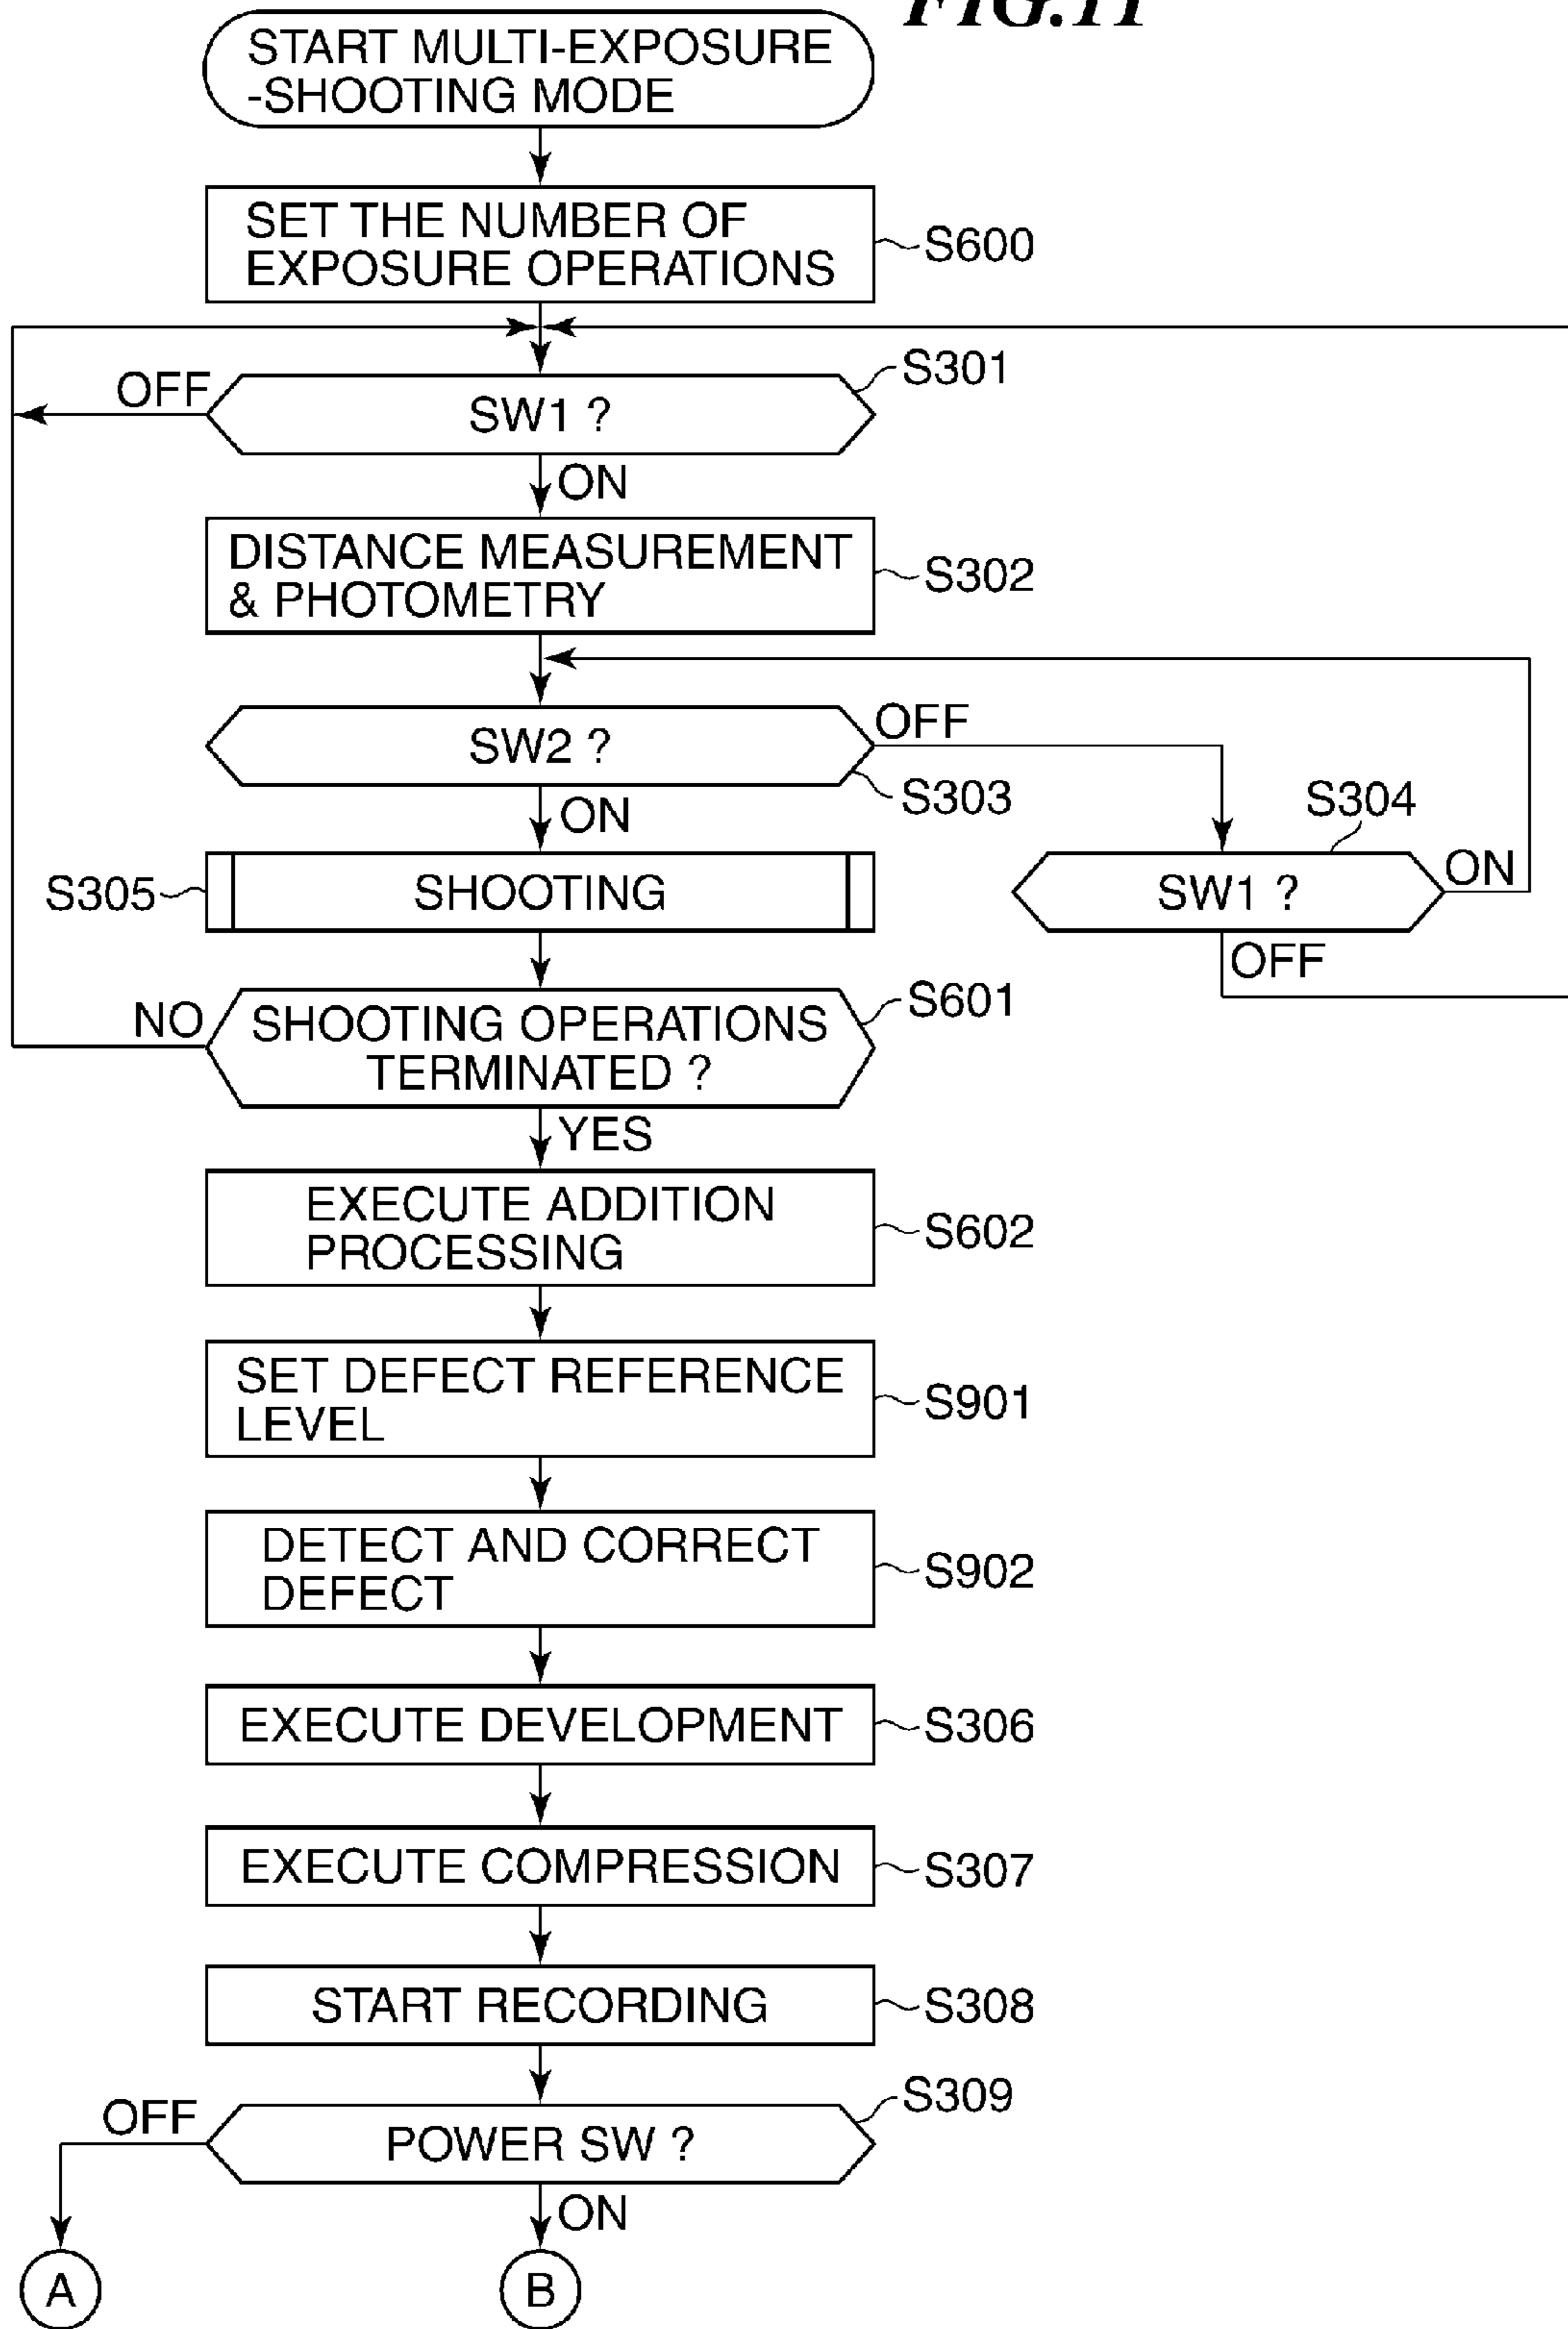 FIG.11
START MULTI-EXPOSURE
-SHOOTING MODE
SET THE NUMBER OF
EXPOSURE OPERATIONS
S600
S301
OFF
SW1 ?
ON
DISTANCE MEASUREMENT
& PHOTOMETRY
S302
OFF
SW2 ?
S303
ON
S304
S305
SHOOTING
SW1 ?
ON
OFF
S601
NO
SHOOTING OPERATIONS
TERMINATED ?
YES
EXECUTE ADDITION
PROCESSING
S602
SET DEFECT REFERENCE
LEVEL
S901
DETECT AND CORRECT
DEFECT
S902
EXECUTE DEVELOPMENT
S306
EXECUTE COMPRESSION
S307
START RECORDING
S308
S309
OFF
POWER SW ?
ON
A
B